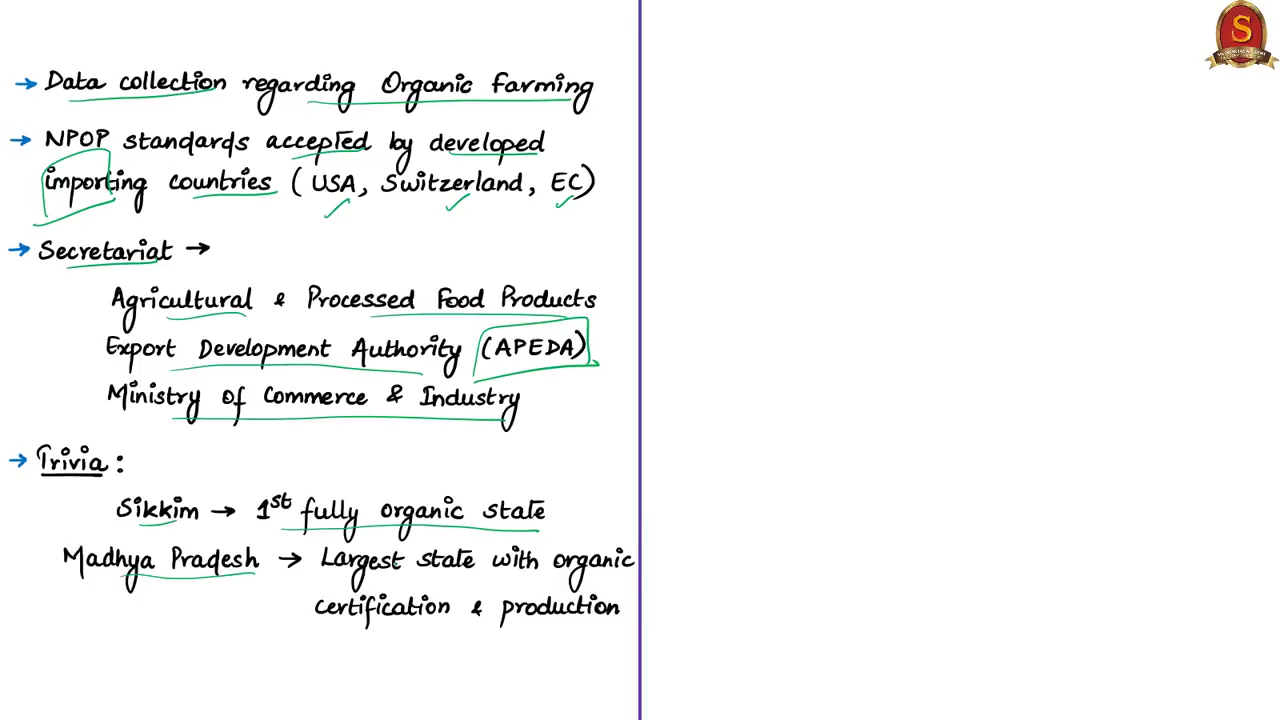 → Data collection regarding Organic farming
→ NPOP standards accepted by developed
importing countries (USA, Switzerland, EC)
→ Secretariat →
Agricultural & Processed Food Products
Export Development Authority (APEDA)
Ministry of Commerce & Industry
→ Trivia :
Sikkim → 1st fully organic state
Madhya Pradesh → Largest state with organic
certification & production
S